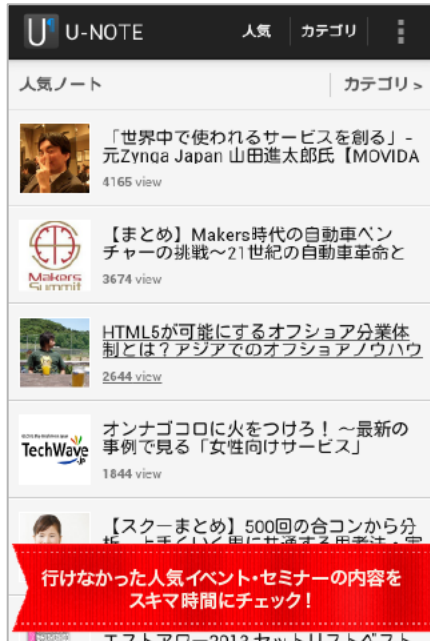 U-NOTE
人気
カテゴリ
人気ノート
カテゴリ >
「世界中で使われるサービスを創る」-
元Zynga Japan 山田進太郎氏【MOVIDA
4165 view
【まとめ】Makers時代の自動車ベン
チャーの挑戦〜21世紀の自動車革命と
Makers
Summit
3674 view
HTML5が可能にするオフショア分業体
制とは？アジアでのオフショアノウハウ
2644 view
オンナゴコロに火をつけろ！〜最新の
事例で見る「女性向けサービス」
TechWave
.jp
1844 view
【スクーまとめ】500回の合コンから分
行けなかった人気イベント・セミナーの内容を
スキマ時間にチェック！